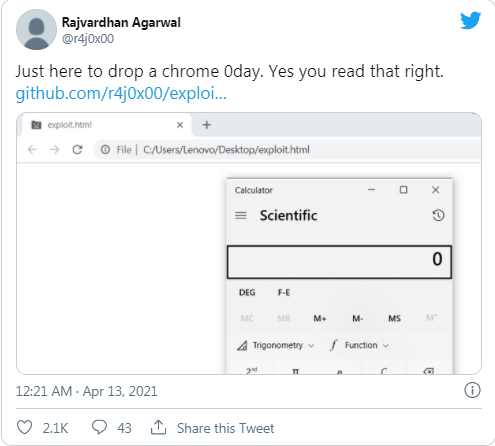 Rajvardhan Agarwal
@r4j0x00
Just here to drop a chrome 0day. Yes you read that right.
github.com/r4j0x00/exploi...
exploit.html × +
File | C:/Users/Lenovo/Desktop/exploit.html
Calculator
Scientific
0
DEG F-E
MC MR M+ M- MS M˅
Trigonometry Function
2nd π e C
12:21 AM · Apr 13, 2021
2.1K 43 Share this Tweet